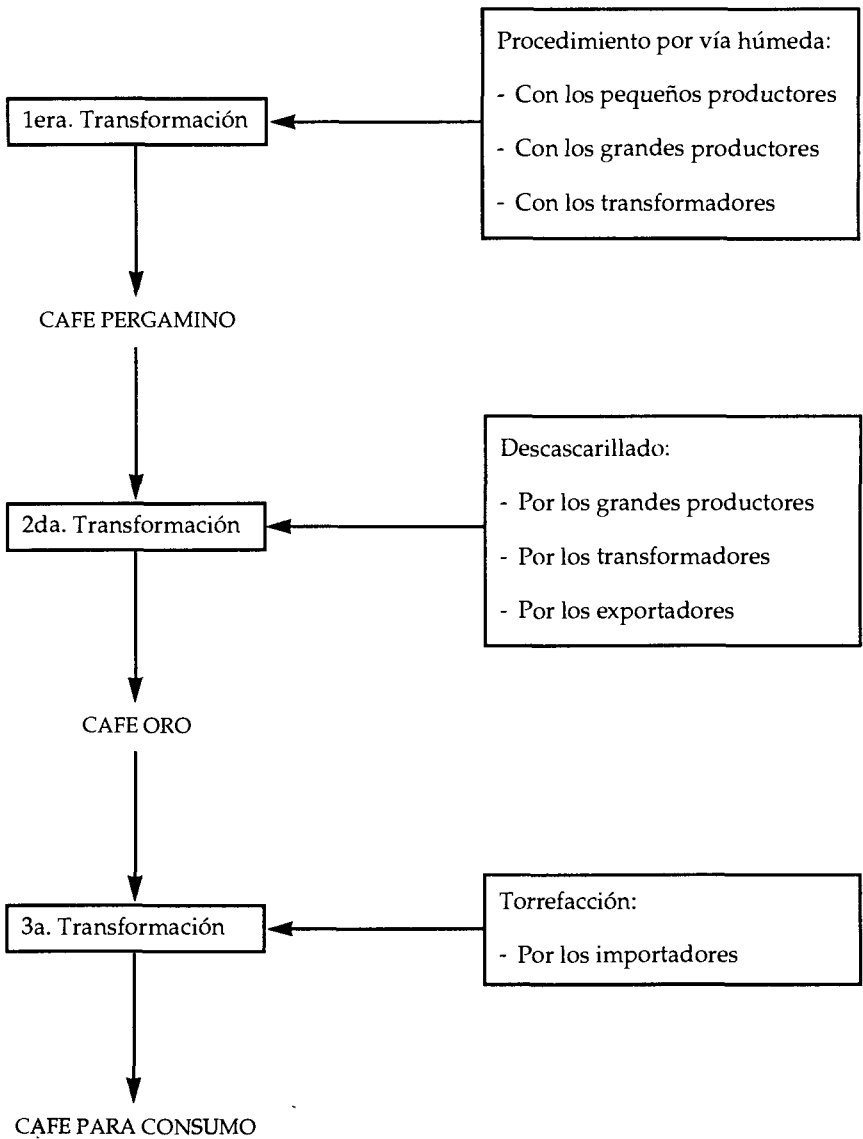 Procedimiento por vía húmeda:
- Con los pequeños productores
1era. Transformación
- Con los grandes productores
- Con los transformadores
CAFE PERGAMINO
Descascarillado:
- Por los grandes productores
2da. Transformación
- Por los transformadores
- Por los exportadores
CAFE ORO
Torrefacción:
3a. Transformación
- Por los importadores
CAFE PARA CONSUMO